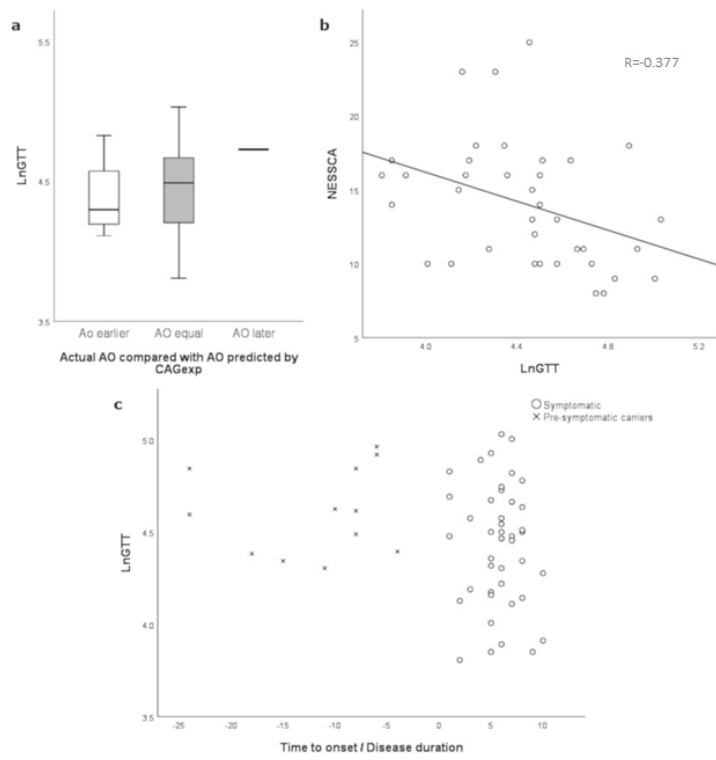 a
5.5
4.5
3.5
LnGTT
Ao earlier AO equal AO later
Actual AO compared with AO predicted by
CAGexp
b
R=-0.377
25
20
15
10
5
NESSCA
4.0 4.4 4.8 5.2
LnGTT
c
Symptomatic
Pre-symptomatic carriers
5.0
4.5
4.0
3.5
LnGTT
-25 -20 -15 -10 -5 0 5 10
Time to onset / Disease duration